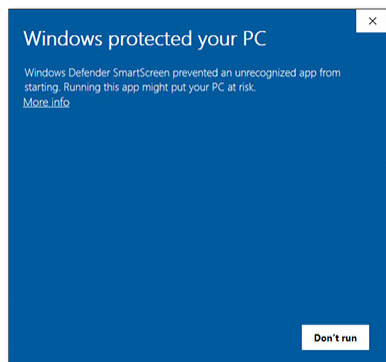 Windows protected your PC
Windows Defender SmartScreen prevented an unrecognized app from
starting. Running this app might put your PC at risk.
More info
Don't run